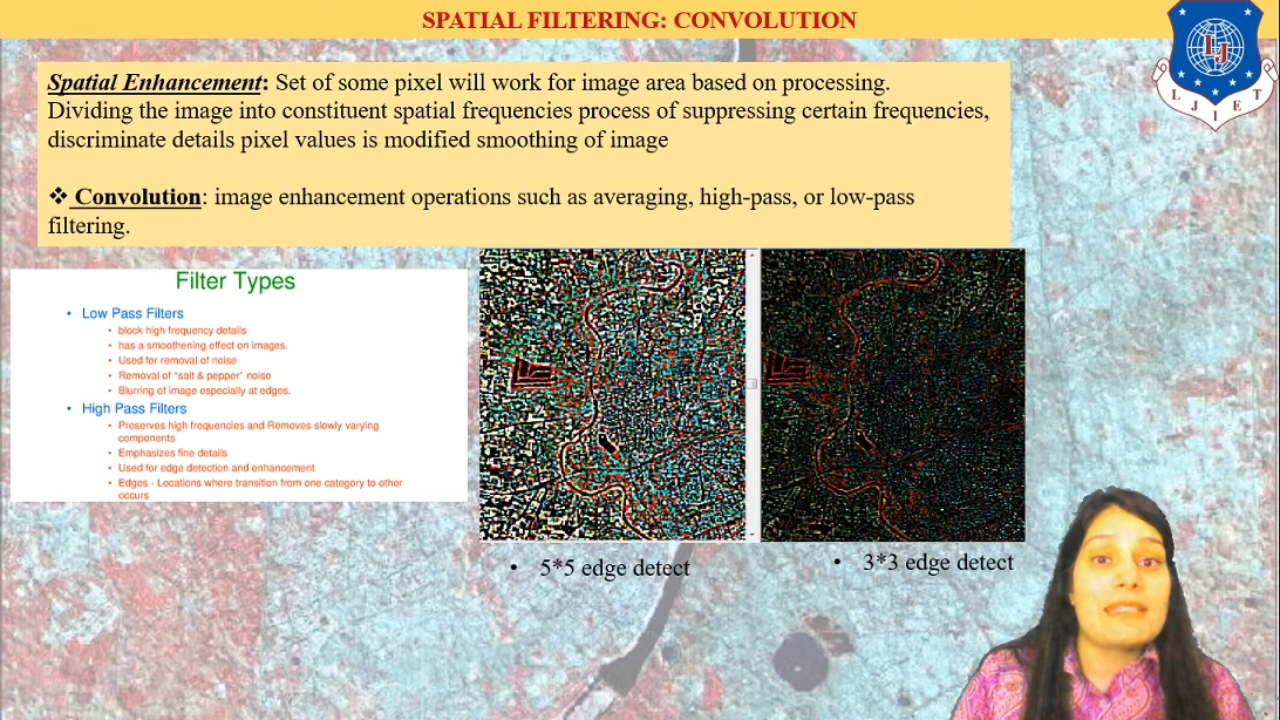 SPATIAL FILTERING: CONVOLUTION
LJ
L J I E T
Spatial Enhancement: Set of some pixel will work for image area based on processing.
Dividing the image into constituent spatial frequencies process of suppressing certain frequencies,
discriminate details pixel values is modified smoothing of image
❖ Convolution: image enhancement operations such as averaging, high-pass, or low-pass
filtering.
Filter Types
• Low Pass Filters
• block high frequency details
• has a smoothening effect on images.
• Used for removal of noise
• Removal of "salt & pepper" noise
• Blurring of image especially at edges.
• High Pass Filters
• Preserves high frequencies and Removes slowly varying
components
• Emphasizes fine details
• Used for edge detection and enhancement
• Edges - Locations where transition from one category to other
occurs
• 5*5 edge detect
• 3*3 edge detect